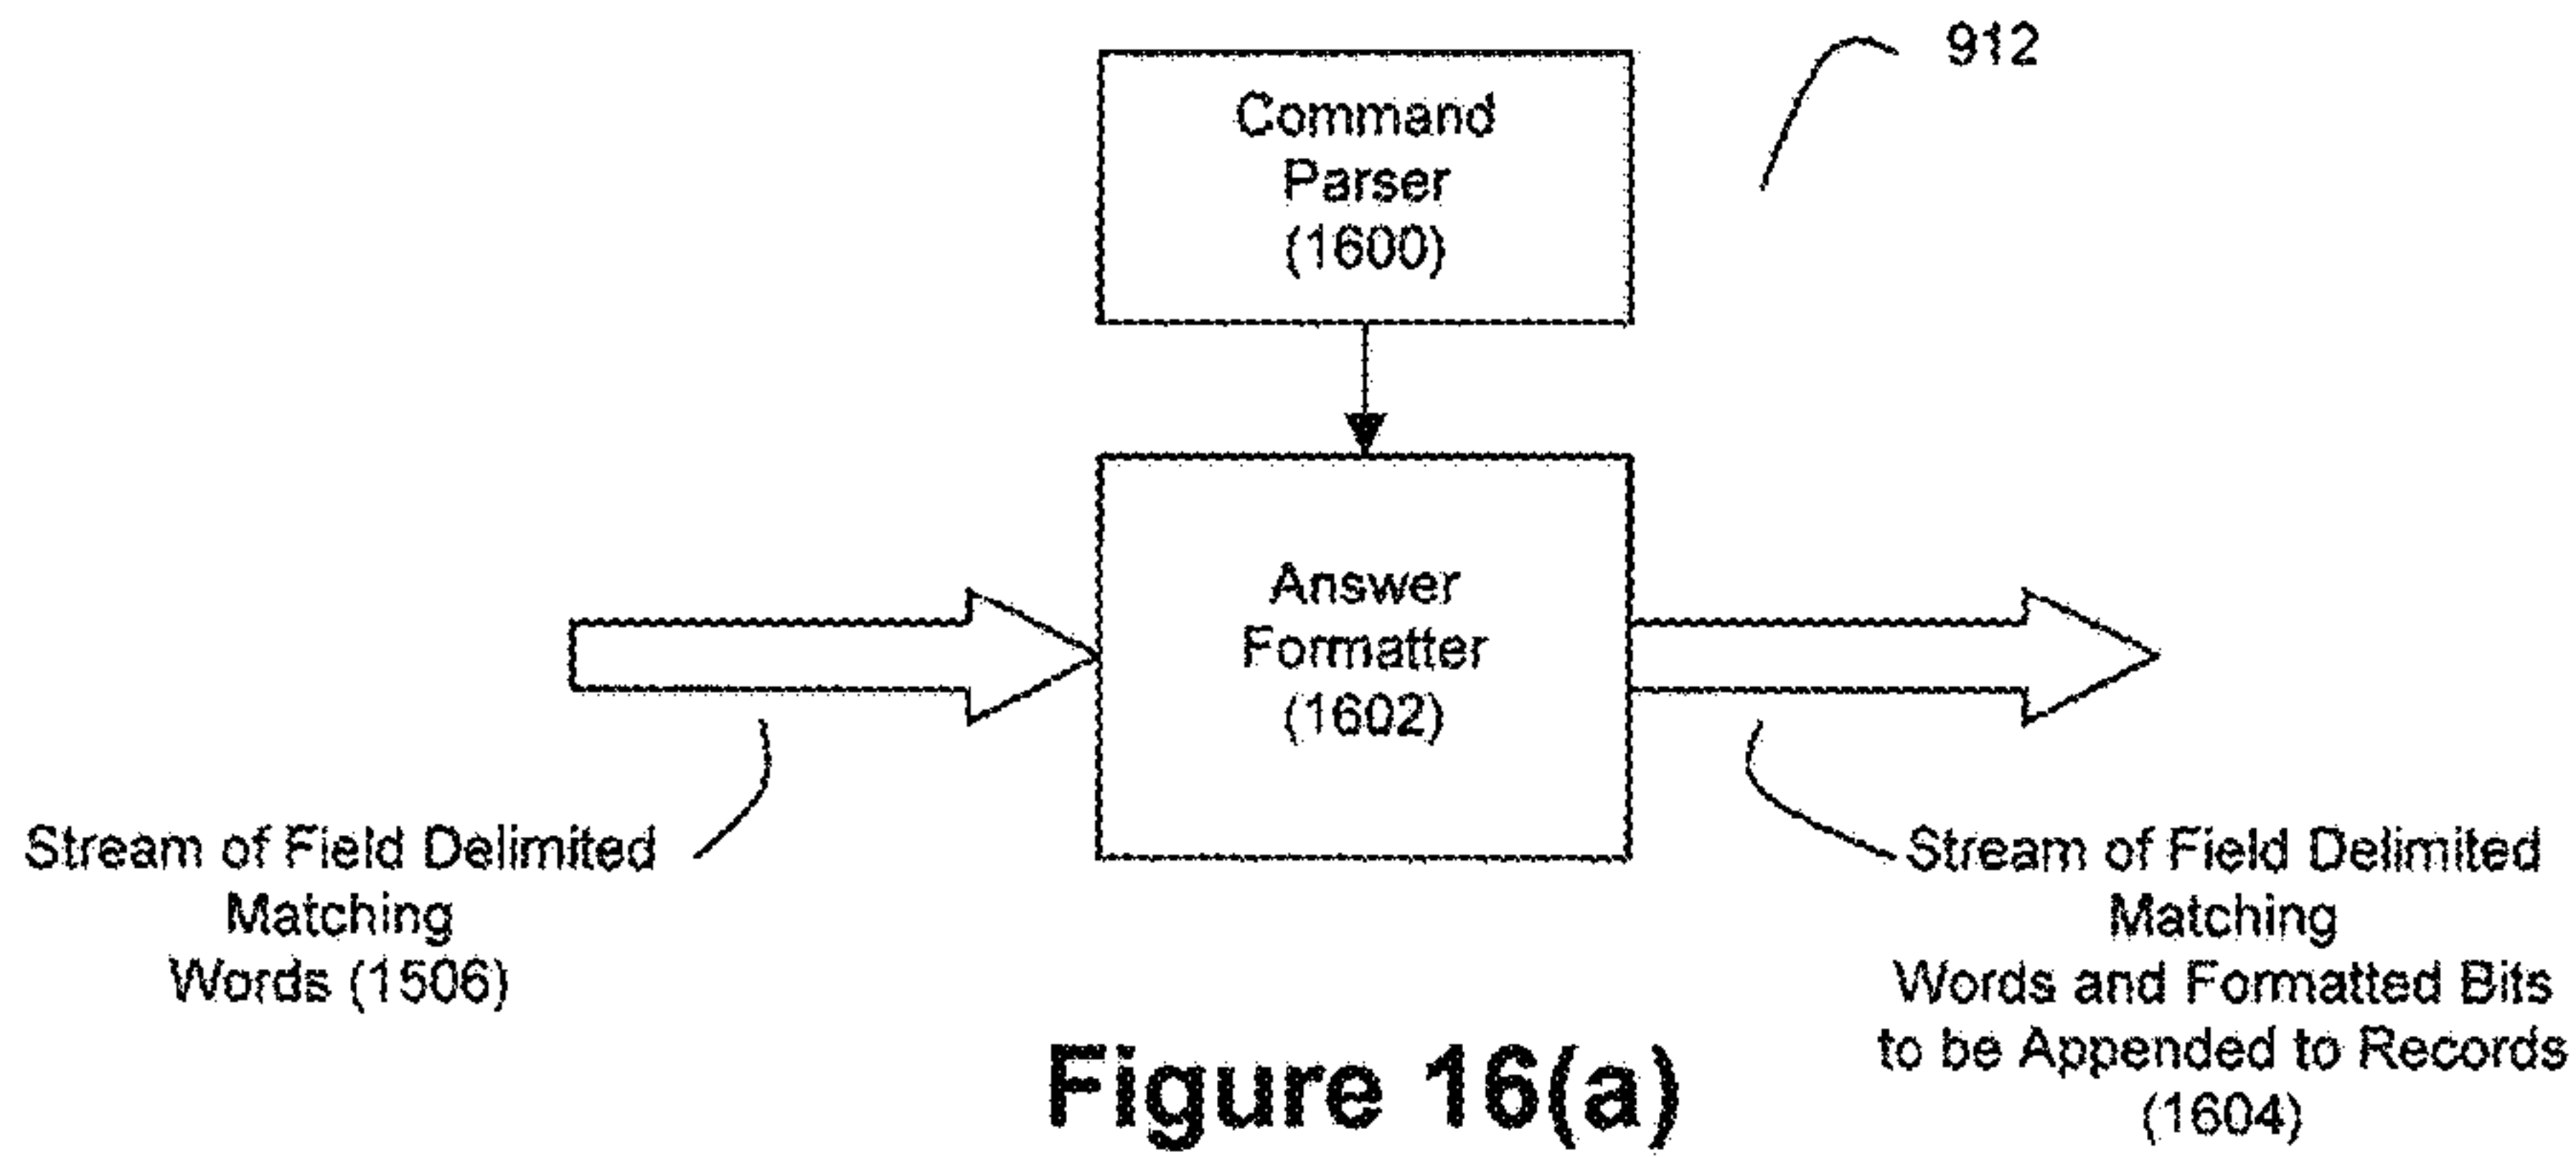 912
Command
Parser
(1600)
Answer
Formatter
(1602)
Stream of Field Delimited
Matching
Words (1506)
Stream of Field Delimited
Matching
Words and Formatted Bits
to be Appended to Records
(1604)
Figure 16(a)